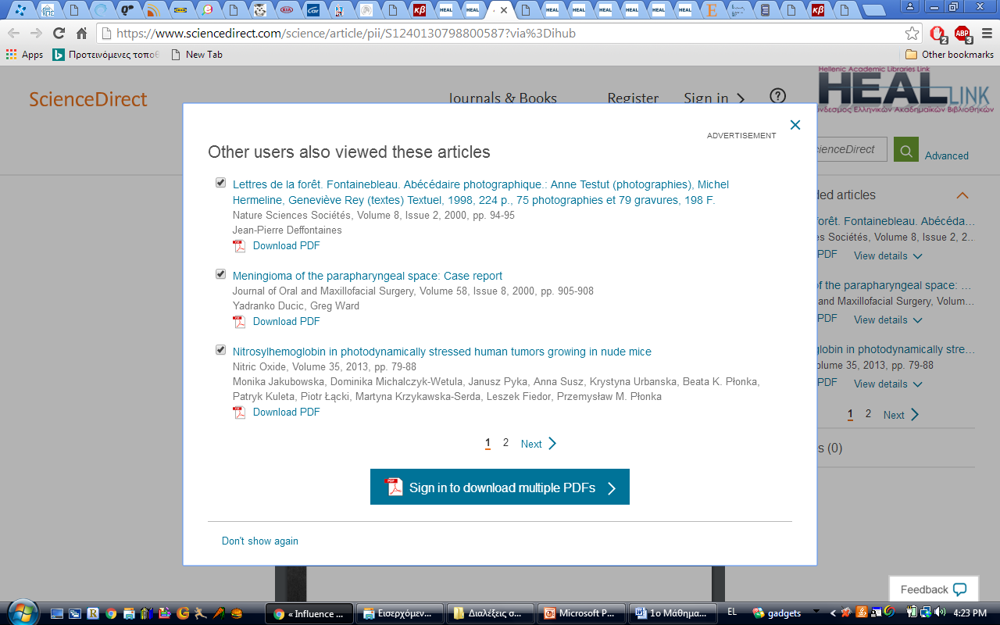 https://www.sciencedirect.com/science/article/pii/S1240130798800587?via%3Dihub
Apps
Προτεινόμενες τοποθ
New Tab
Other bookmarks
ScienceDirect
Journals & Books
Register
Sign in
Hellenic Academic Libraries Link
HEAL LINK
Σύνδεσμος Ελληνικών Ακαδημαϊκών Βιβλιοθηκών
ADVERTISEMENT
Other users also viewed these articles
Lettres de la forêt. Fontainebleau. Abécédaire photographique.: Anne Testut (photographies), Michel
Hermeline, Geneviève Rey (textes) Textuel, 1998, 224 p., 75 photographies et 79 gravures, 198 F.
Nature Sciences Sociétés, Volume 8, Issue 2, 2000, pp. 94-95
Jean-Pierre Deffontaines
Download PDF
Meningioma of the parapharyngeal space: Case report
Journal of Oral and Maxillofacial Surgery, Volume 58, Issue 8, 2000, pp. 905-908
Yadranko Ducic, Greg Ward
Download PDF
Nitrosylhemoglobin in photodynamically stressed human tumors growing in nude mice
Nitric Oxide, Volume 35, 2013, pp. 79-88
Monika Jakubowska, Dominika Michalczyk-Wetula, Janusz Pyka, Anna Susz, Krystyna Urbanska, Beata K. Płonka,
Patryk Kuleta, Piotr Łącki, Martyna Krzykawska-Serda, Leszek Fiedor, Przemysław M. Płonka
Download PDF
1 2 Next
Sign in to download multiple PDFs
Don't show again
cienceDirect
Advanced
ded articles
orêt. Fontainebleau. Abécéda...
es Sociétés, Volume 8, Issue 2, 2...
PDF View details
of the parapharyngeal space: ...
and Maxillofacial Surgery, Volum...
PDF View details
globin in photodynamically stre...
olume 35, 2013, pp. 79-88
PDF View details
1 2 Next
s (0)
Feedback
« Influence ...
Εισερχόμεν...
Διαλέξεις σ...
Microsoft P...
1ο Μάθημα...
EL
gadgets
4:23 PM